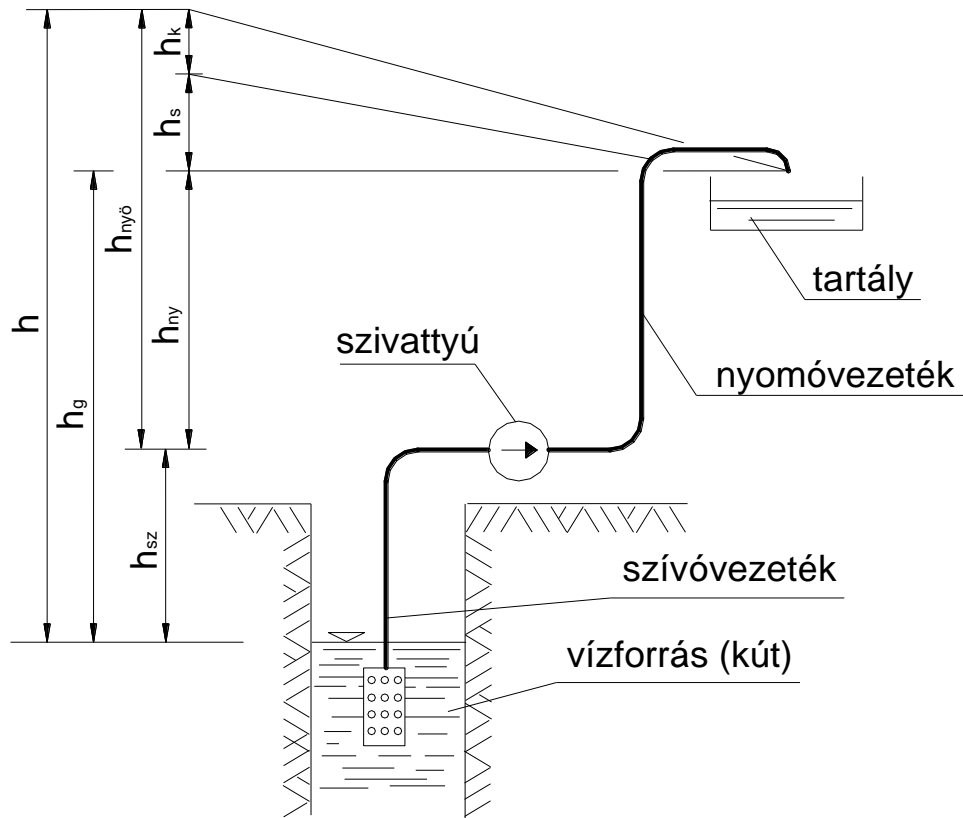 hk
hs
hnyö
hny
h
hg
hsz
szivattyú
tartály
nyomóvezeték
szívóvezeték
vízforrás (kút)